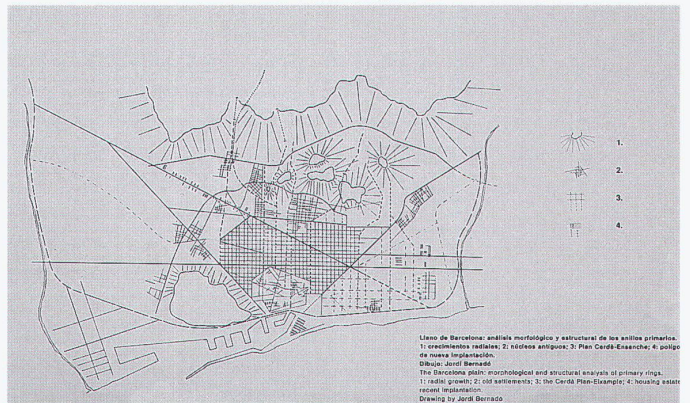 1.
2.
3.
4.
Llano de Barcelona: análisis morfológico y estructural de los anillos primarios.
1: crecimientos radiales; 2: núcleos antiguos; 3: Plan Cerdá-Ensanche; 4: polígo
de nueva implantación.
Dibujo: Jordi Bernadó
The Barcelona plain: morphological and structural analysis of primary rings.
1: radial growth; 2: old settlements; 3: the Cerdá Plan-Eixample; 4: housing estate
recent implantation.
Drawing by Jordi Bernadó